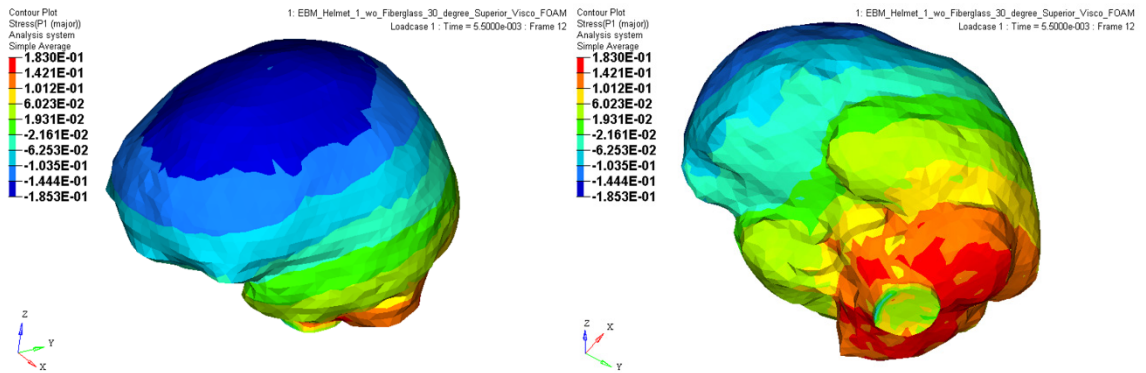 Contour Plot
Stress(P1 (major))
Analysis system
Simple Average
1.830E-01
1.421E-01
1.012E-01
6.023E-02
1.931E-02
-2.161E-02
-6.253E-02
-1.035E-01
-1.444E-01
-1.853E-01
1: EBM_Helmet_1_wo_Fiberglass_30_degree_Superior_Visco_FOAM
Loadcase 1 : Time = 5.5000e-003 : Frame 12
Z
Y
X
Contour Plot
Stress(P1 (major))
Analysis system
Simple Average
1.830E-01
1.421E-01
1.012E-01
6.023E-02
1.931E-02
-2.161E-02
-6.253E-02
-1.035E-01
-1.444E-01
-1.853E-01
1: EBM_Helmet_1_wo_Fiberglass_30_degree_Superior_Visco_FOAM
Loadcase 1 : Time = 5.5000e-003 : Frame 12
Z
X
Y